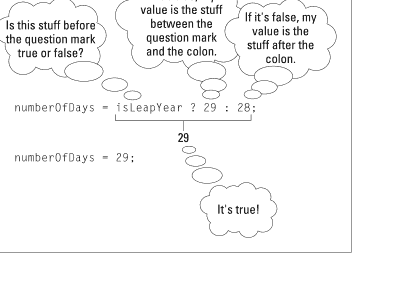 Is this stuff before
the question mark
true or false?
value is the stuff
between the
question mark
and the colon.
If it's false, my
value is the
stuff after the
colon.
numberOfDays = isLeapYear ? 29 : 28;
29
numberOfDays = 29;
It's true!